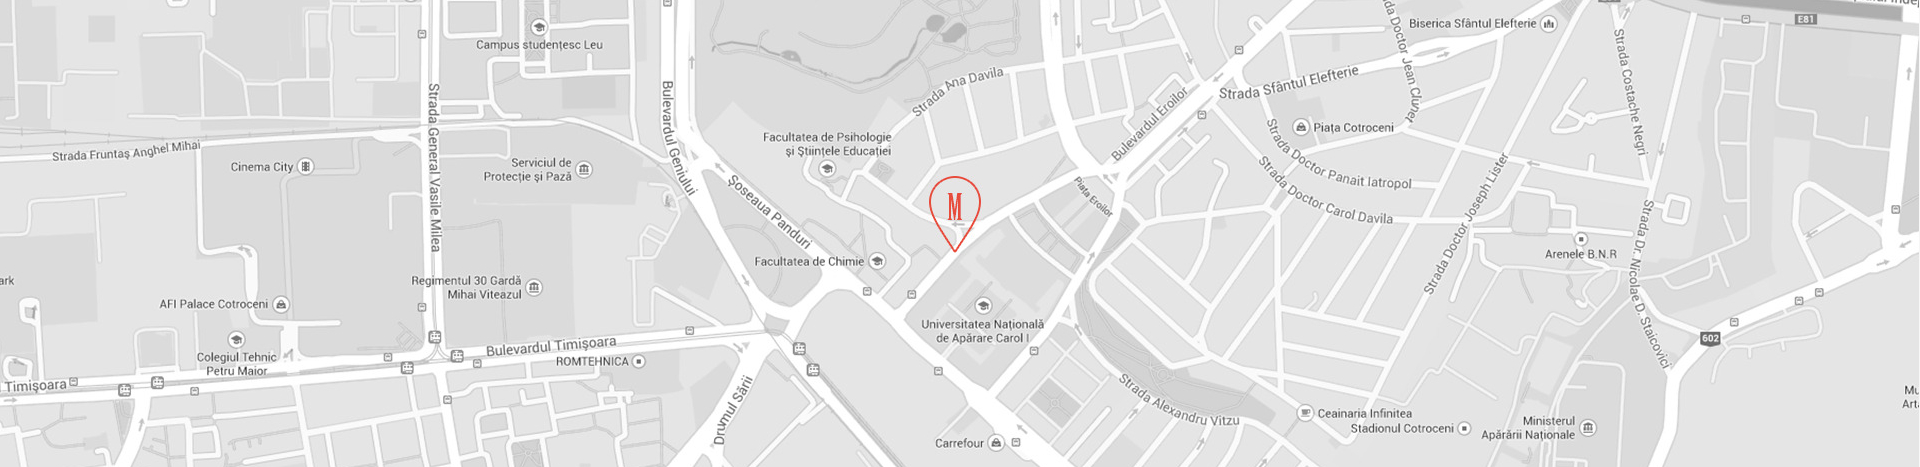 Biserica Sfântul Elefterie
E81
Campus studențesc Leu
Strada Ana Davila
Bulevardul Eroilor
Strada Sfântul Elefterie
Strada Doctor Jean Clunet
Strada Costache Negri
Strada General Vasile Milea
Bulevardul Geniului
Piața Cotroceni
Facultatea de Psihologie
și Științele Educației
Strada Fruntaș Anghel Mihai
Cinema City
Serviciul de
Protecție și Pază
Șoseaua Panduri
M
Piața Eroilor
Strada Doctor Panait Iatropol
Strada Doctor Carol Davila
Strada Doctor Joseph Lister
Strada Dr. Nicolae D. Staicovici
Arenele B.N.R
Facultatea de Chimie
ark
Regimentul 30 Gardă
Mihai Viteazul
AFI Palace Cotroceni
Universitatea Națională
de Apărare Carol I
602
Colegiul Tehnic
Petru Maior
Bulevardul Timișoara
ROMTEHNICA
Timișoara
Drumul Sării
Strada Alexandru Vitzu
Ceainaria Infinitea
Stadionul Cotroceni
Ministerul
Apărării Naționale
Mu
Arta
Carrefour